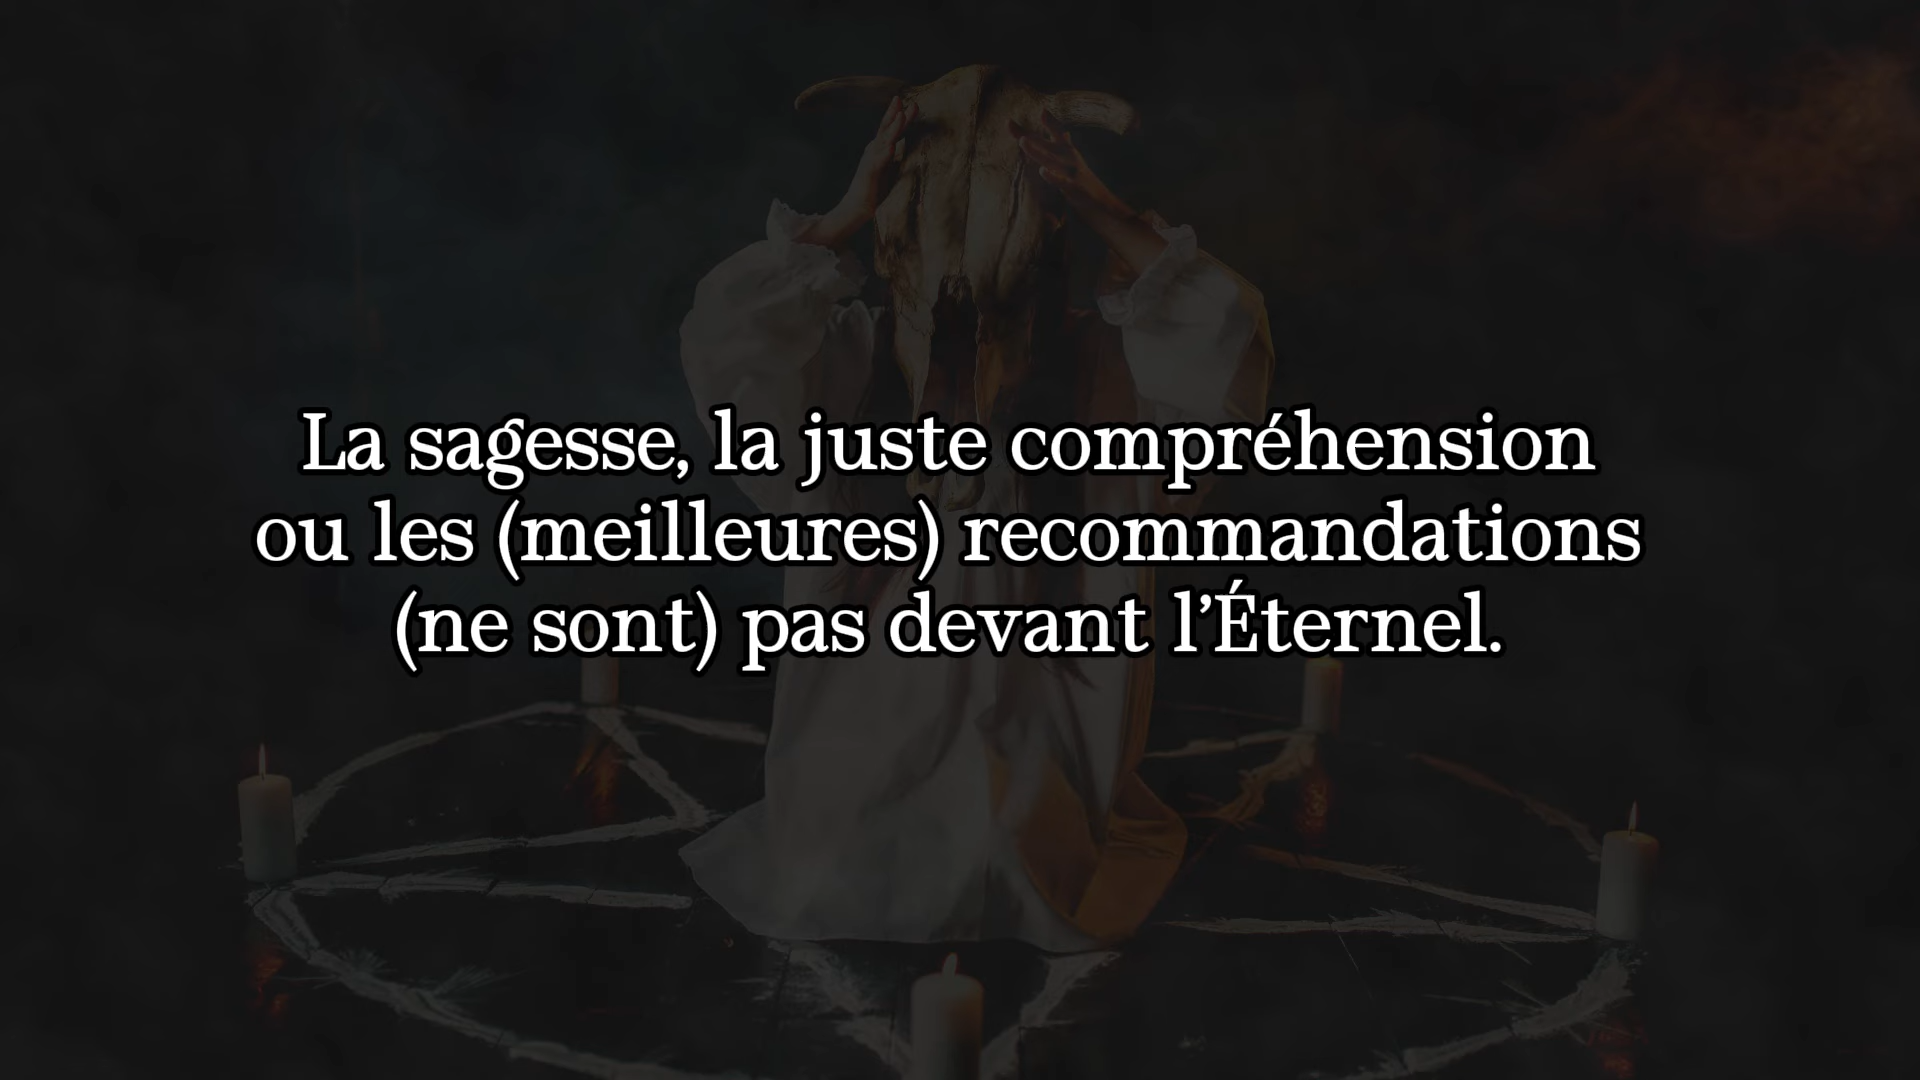 La sagesse, la juste compréhension
ou les (meilleures) recommandations
(ne sont) pas devant l’Éternel.